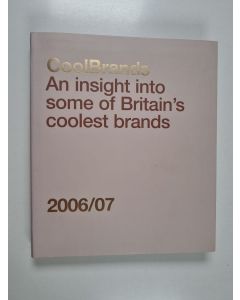 CoolBrands
An insight into
some of Britain's
coolest brands
2006/07